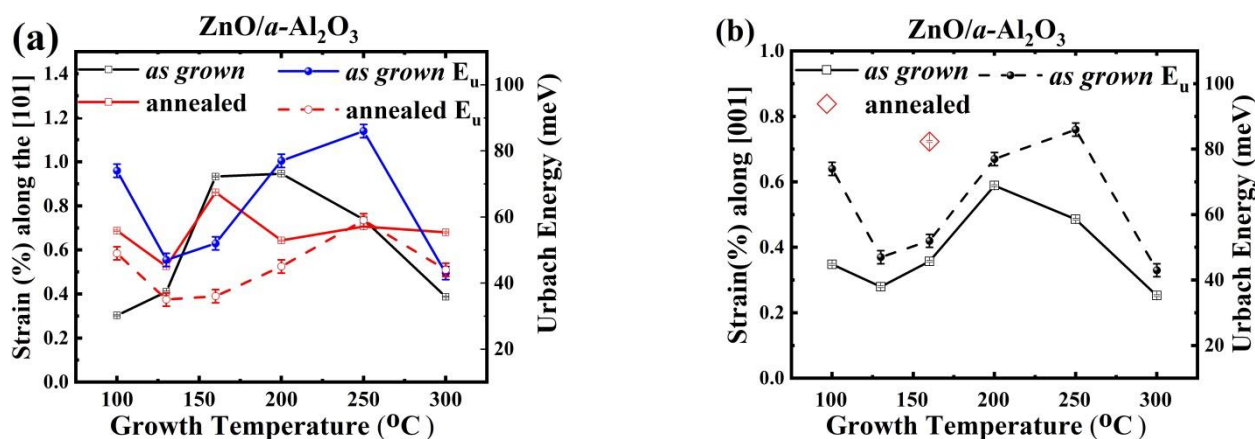 (a)
ZnO/a-Al₂O₃
as grown
as grown Eᵤ
annealed
annealed Eᵤ
Strain (%) along the [101]
1.4
1.2
1.0
0.8
0.6
0.4
0.2
0.0
100
80
60
40
20
Urbach Energy (meV)
100 150 200 250 300
Growth Temperature (⁰C)
(b)
ZnO/a-Al₂O₃
as grown
as grown Eᵤ
annealed
Strain(%) along [001]
1.0
0.8
0.6
0.4
0.2
0.0
100
80
60
40
20
Urbach Energy (meV)
100 150 200 250 300
Growth Temperature (⁰C)